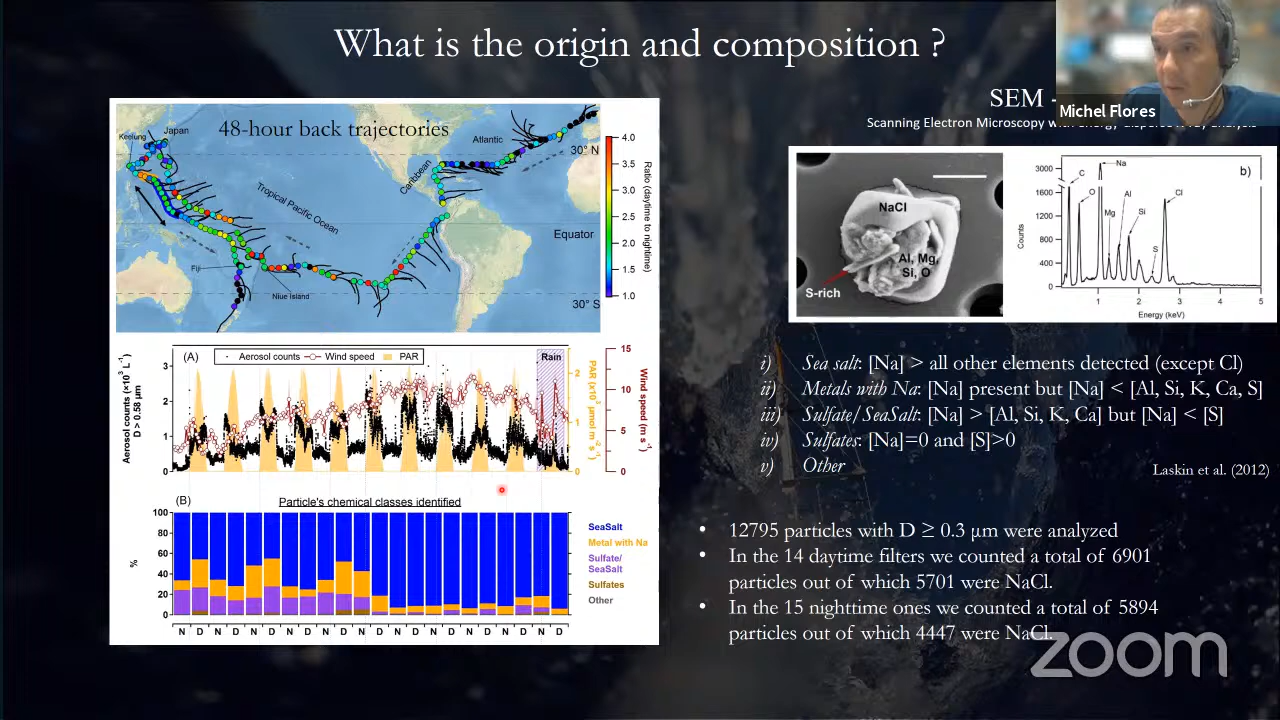 What is the origin and composition ?
Michel Flores
SEM -
Scanning Electron Microscopy with
48-hour back trajectories
Keelung
Japan
Atlantic
30° N
Caribbean
Tropical Pacific Ocean
Equator
Fiji
Niue Island
30° S
4.0
3.5
3.0
2.5
2.0
1.5
1.0
Ratio (daytime to nighttime)
NaCl
Al, Mg,
Si, O
S-rich
b)
3000
1600
1200
800
400
Counts
C
O
Na
Mg
Al
Si
S
Cl
1 2 3 4 5
Energy (keV)
(A)
Aerosol counts Wind speed PAR
Rain
Aerosol counts (×10³ L⁻¹)
D > 0.58 µm
3
2
1
0
2
1
0
PAR (x10³ µmol m⁻² s⁻¹)
15
10
5
0
Wind speed (m s⁻¹)
(B)
Particle's chemical classes identified
100
80
60
40
20
0
%
SeaSalt
Metal with Na
Sulfate/
SeaSalt
Sulfates
Other
N D N D N D N D N D N D N D N D N D N D N D
i) Sea salt: [Na] > all other elements detected (except Cl)
ii) Metals with Na: [Na] present but [Na] < [Al, Si, K, Ca, S]
iii) Sulfate/SeaSalt: [Na] > [Al, Si, K, Ca] but [Na] < [S]
iv) Sulfates: [Na]=0 and [S]>0
v) Other
Laskin et al. (2012)
• 12795 particles with D ≥ 0.3 µm were analyzed
• In the 14 daytime filters we counted a total of 6901
particles out of which 5701 were NaCl.
• In the 15 nighttime ones we counted a total of 5894
particles out of which 4447 were NaCl.
zoom